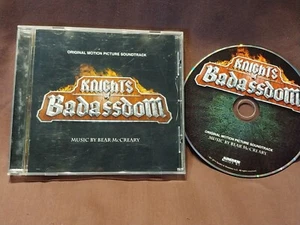 ORIGINAL MOTION PICTURE SOUNDTRACK
KNIGHTS
of
BadassdoM
MUSIC BY BEAR McCREARY
KNIGHTS
of
BadassdoM
ORIGINAL MOTION PICTURE SOUNDTRACK
MUSIC BY BEAR McCREARY